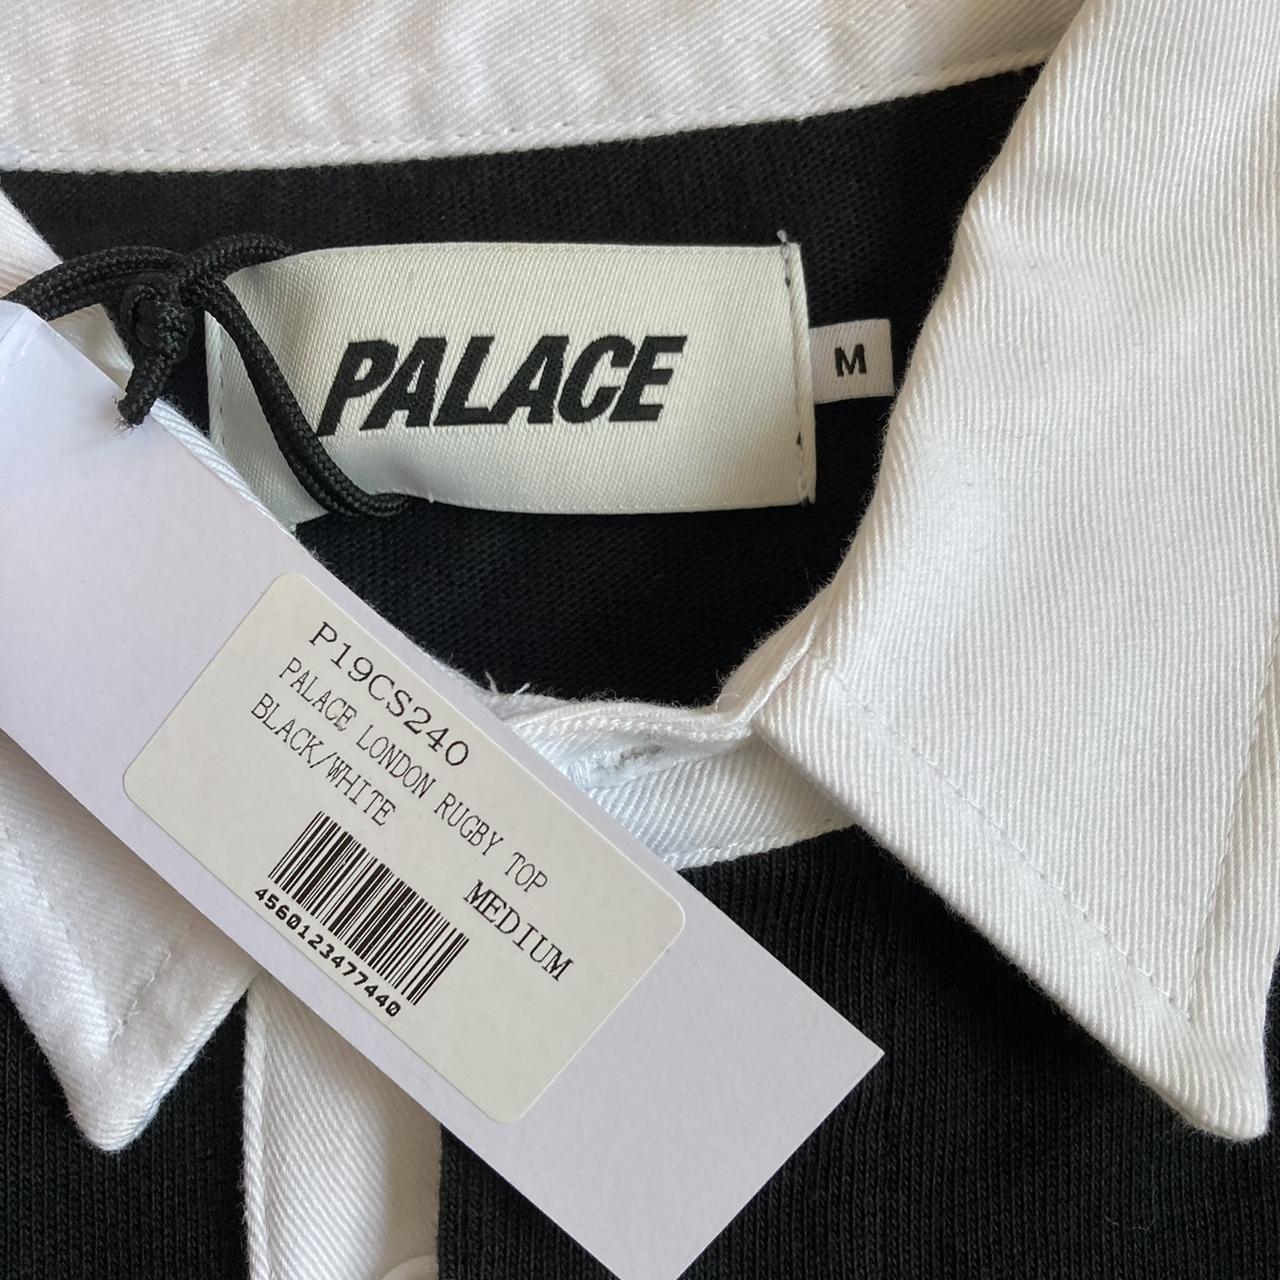 PALACE
M
P19CS240
PALACE LONDON RUGBY TOP
BLACK/WHITE
MEDIUM
4560123477440